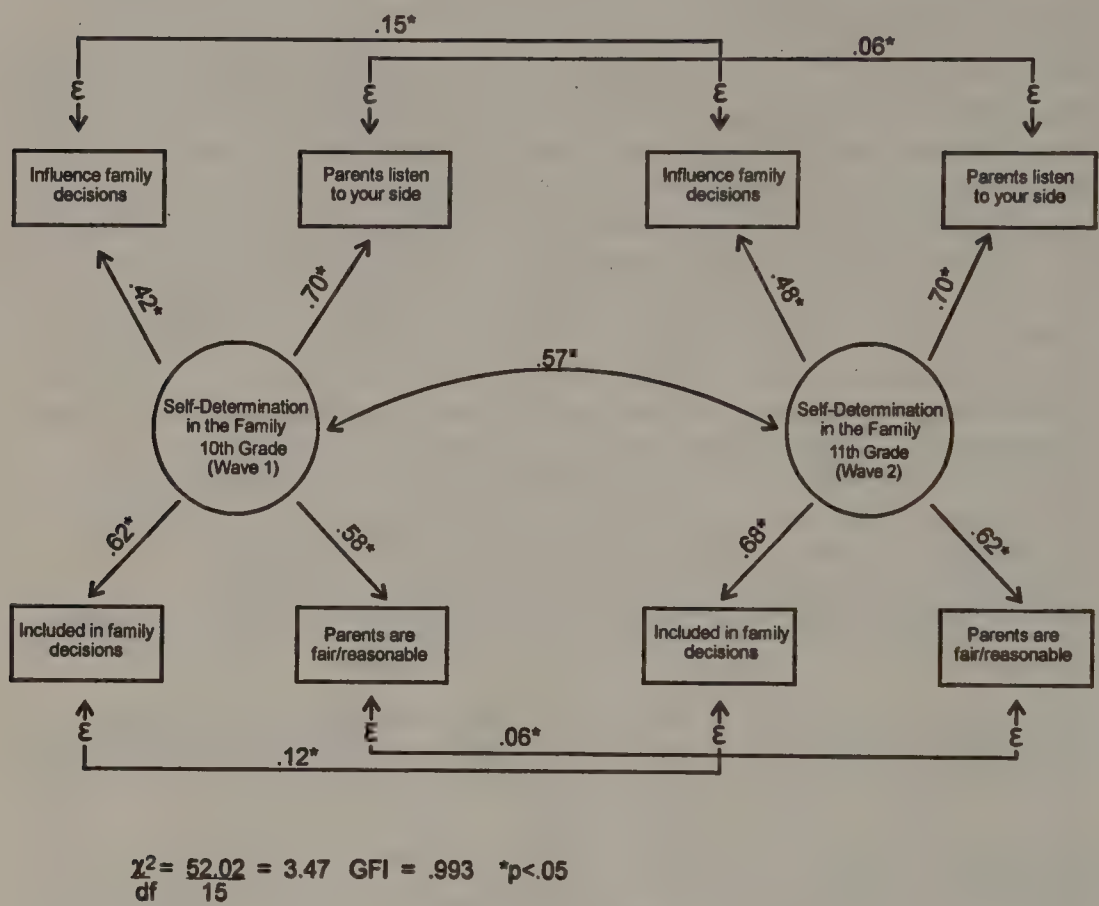 .15*
.06*
ε ε ε ε
Influence family
decisions
Parents listen
to your side
Influence family
decisions
Parents listen
to your side
.42*
.70*
.48*
.70*
.57*
Self-Determination
in the Family
10th Grade
(Wave 1)
Self-Determination
in the Family
11th Grade
(Wave 2)
.62*
.58*
.68*
.62*
Included in family
decisions
Parents are
fair/reasonable
Included in family
decisions
Parents are
fair/reasonable
ε ε ε ε
.06*
.12*
χ² = 52.02 = 3.47 GFI = .993 *p<.05
df 15